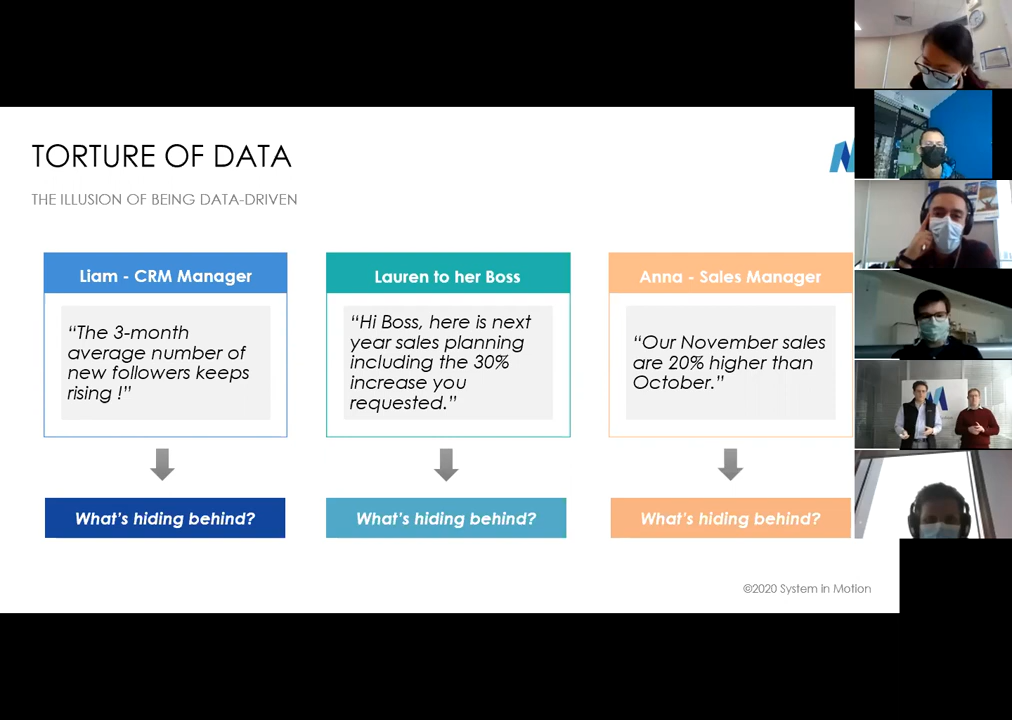 TORTURE OF DATA
THE ILLUSION OF BEING DATA-DRIVEN
Liam - CRM Manager
“The 3-month
average number of
new followers keeps
rising !”
What’s hiding behind?
Lauren to her Boss
“Hi Boss, here is next
year sales planning
including the 30%
increase you
requested.”
What’s hiding behind?
Anna - Sales Manager
“Our November sales
are 20% higher than
October.”
What’s hiding behind?
©2020 System in Motion